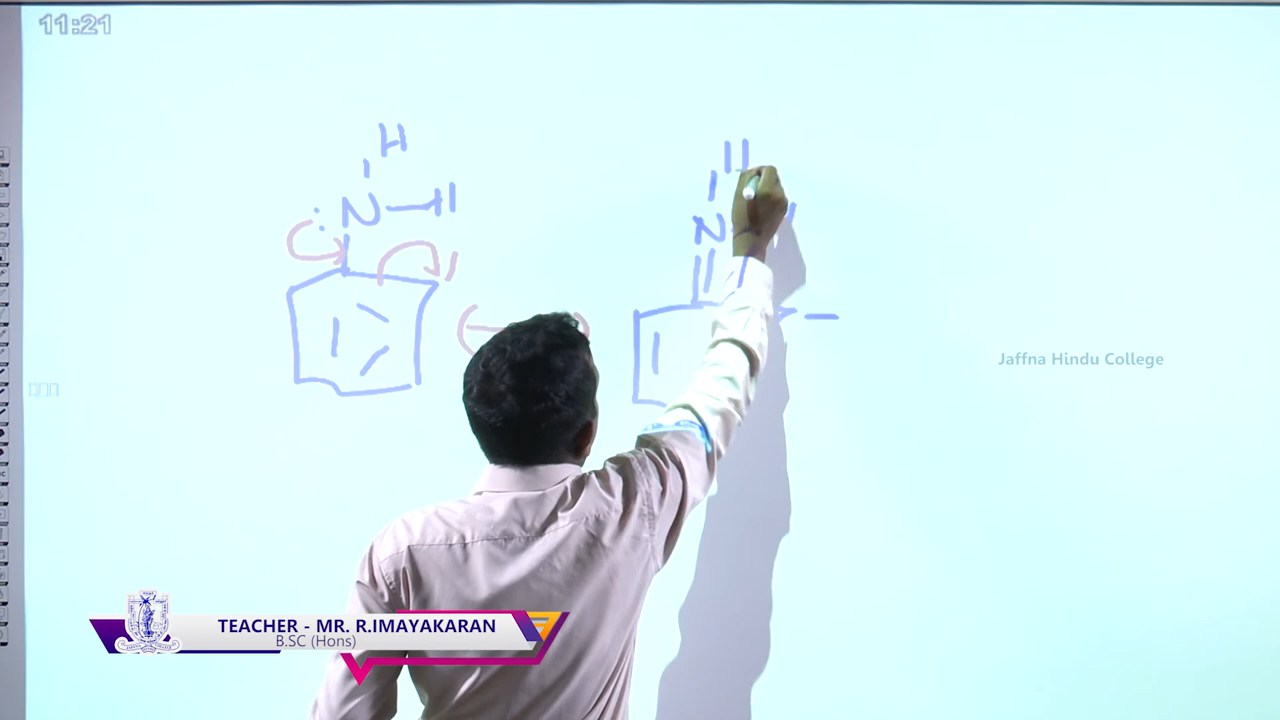 11:21
H
N H
N
Jaffna Hindu College
TEACHER - MR. R.IMAYAKARAN
B.SC (Hons)